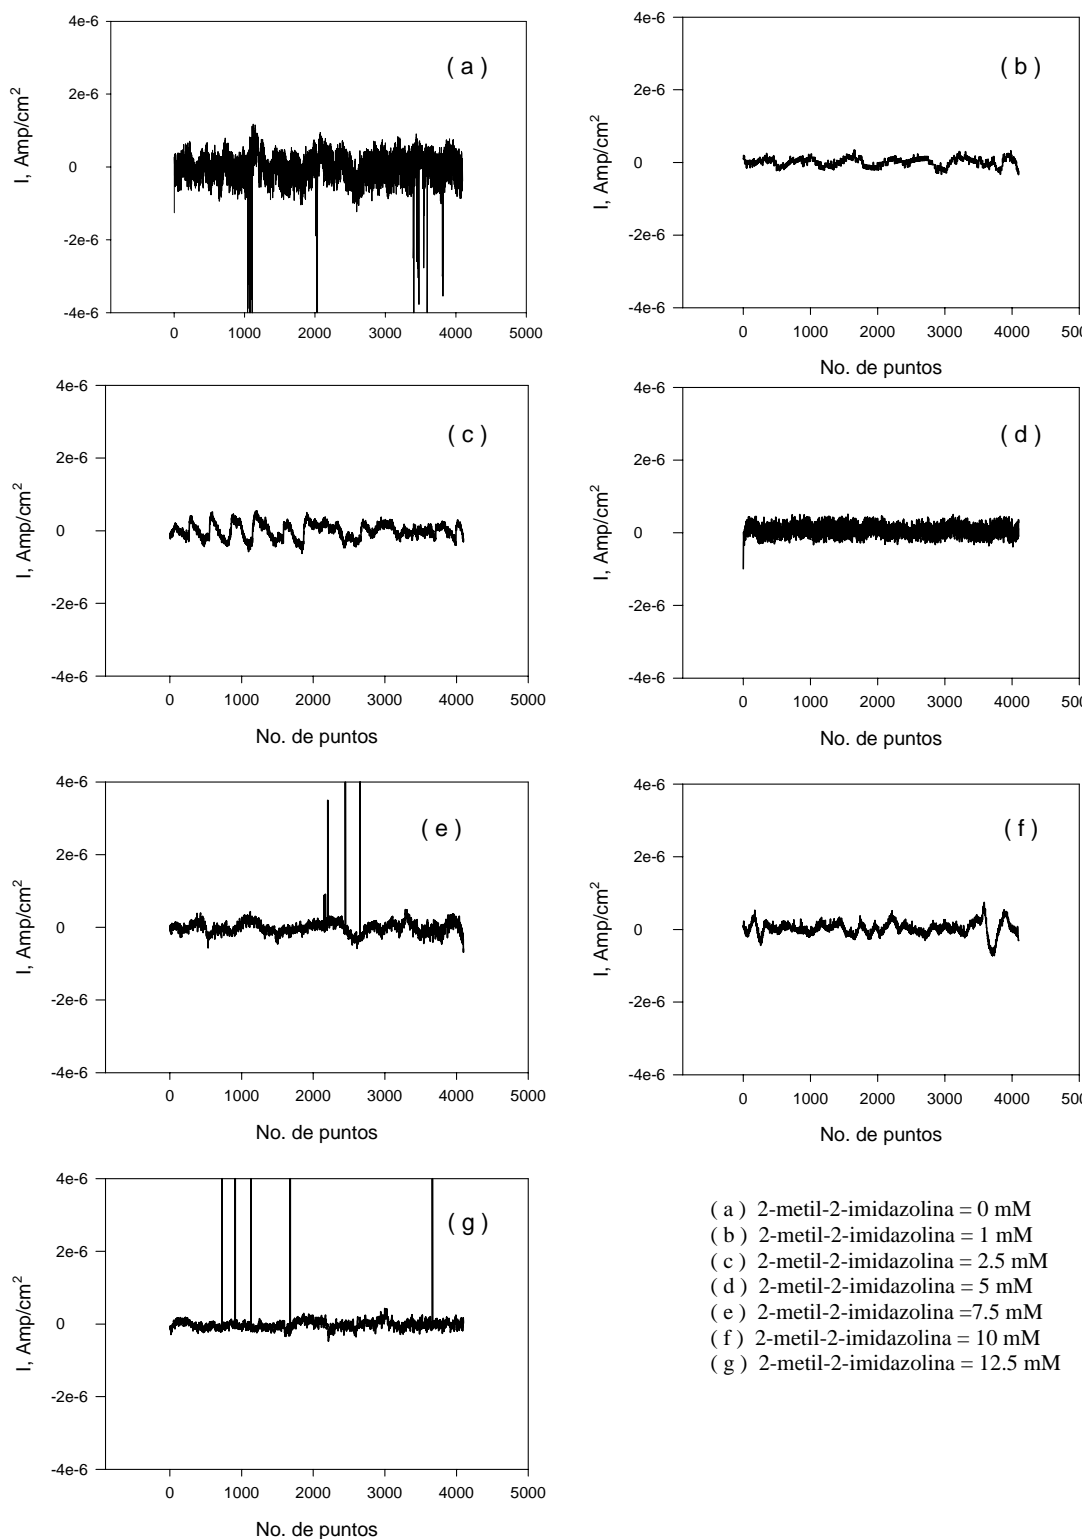 4e-6
2e-6
0
-2e-6
-4e-6
I, Amp/cm²
( a )
0 1000 2000 3000 4000 5000
4e-6
2e-6
0
-2e-6
-4e-6
I, Amp/cm²
( b )
0 1000 2000 3000 4000
No. de puntos
4e-6
2e-6
0
-2e-6
-4e-6
I, Amp/cm²
( c )
0 1000 2000 3000 4000 5000
No. de puntos
4e-6
2e-6
0
-2e-6
-4e-6
I, Amp/cm²
( d )
0 1000 2000 3000 4000
No. de puntos
4e-6
2e-6
0
-2e-6
-4e-6
I, Amp/cm²
( e )
0 1000 2000 3000 4000 5000
No. de puntos
4e-6
2e-6
0
-2e-6
-4e-6
I, Amp/cm²
( f )
0 1000 2000 3000 4000
No. de puntos
4e-6
2e-6
0
-2e-6
-4e-6
I, Amp/cm²
( g )
0 1000 2000 3000 4000 5000
No. de puntos
( a ) 2-metil-2-imidazolina = 0 mM
( b ) 2-metil-2-imidazolina = 1 mM
( c ) 2-metil-2-imidazolina = 2.5 mM
( d ) 2-metil-2-imidazolina = 5 mM
( e ) 2-metil-2-imidazolina =7.5 mM
( f ) 2-metil-2-imidazolina = 10 mM
( g ) 2-metil-2-imidazolina = 12.5 mM